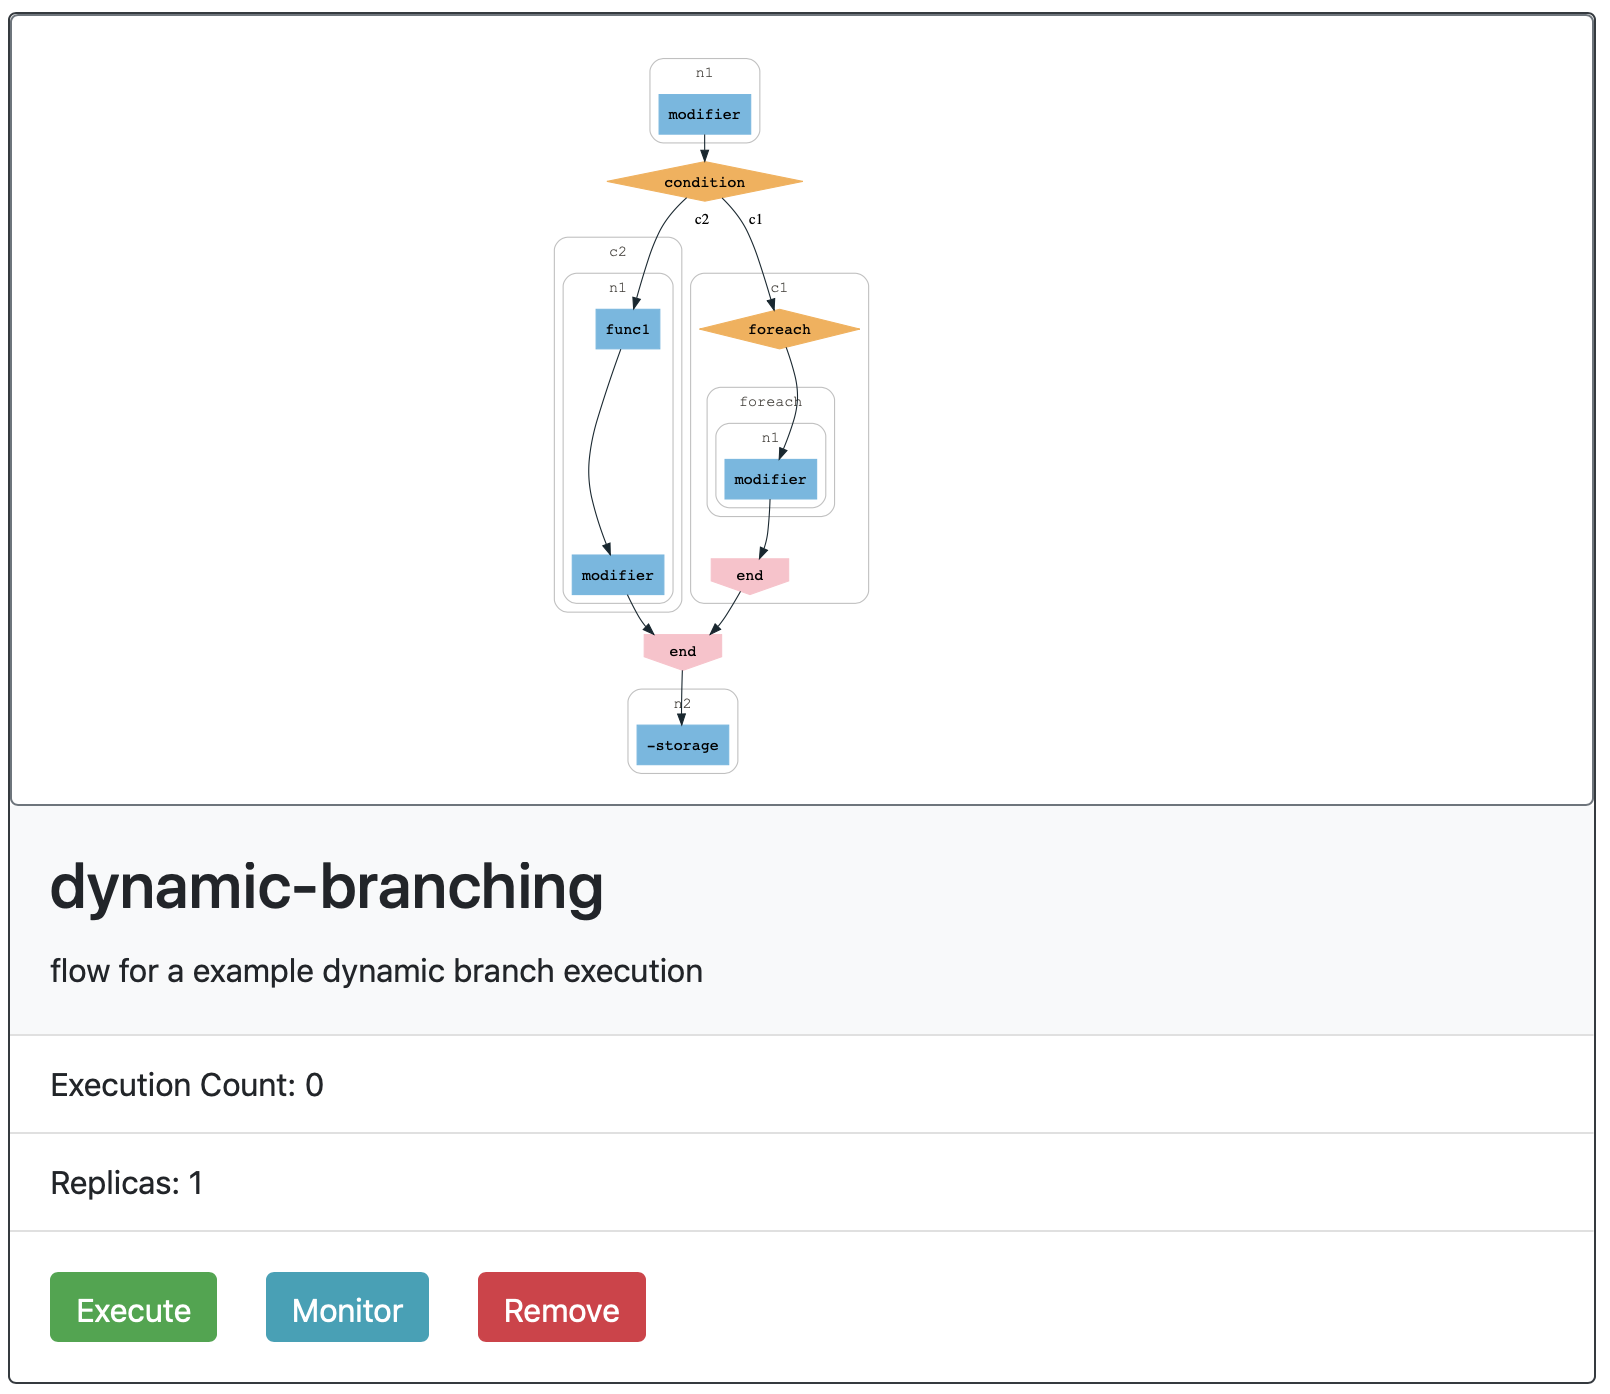 n1
modifier
condition
c2 c1
c2
n1 c1
func1 foreach
foreach
n1
modifier
modifier end
end
n2
-storage
dynamic-branching
flow for a example dynamic branch execution
Execution Count: 0
Replicas: 1
Execute Monitor Remove